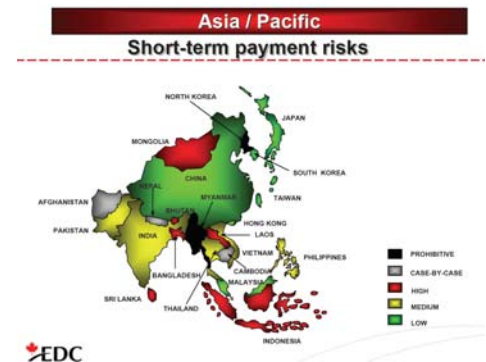 Asia / Pacific
Short-term payment risks
NORTH KOREA
JAPAN
MONGOLIA
SOUTH KOREA
CHINA
NEPAL
MYANMAR
TAIWAN
AFGHANISTAN
BHUTAN
HONG KONG
PAKISTAN
INDIA
LAOS
VIETNAM
PHILIPPINES
CAMBODIA
BANGLADESH
MALAYSIA
SRI LANKA
THAILAND
INDONESIA
PROHIBITIVE
CASE-BY-CASE
HIGH
MEDIUM
LOW
EDC